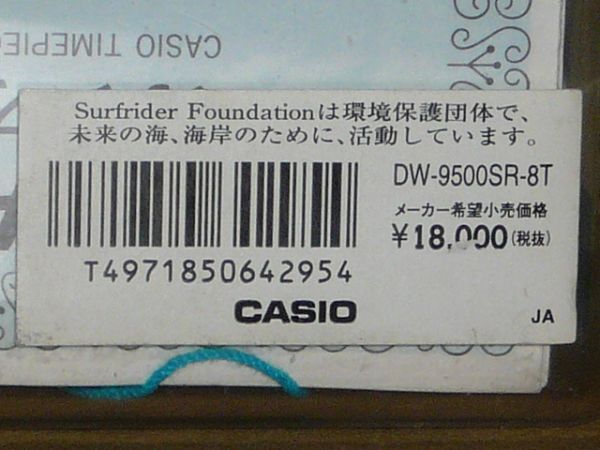 CASIO TIMEPIEC
Surfrider Foundationは環境保護団体で、
未来の海、海岸のために、活動しています。
DW-9500SR-8T
メーカー希望小売価格
¥18,000(税抜)
T4971850642954
CASIO
JA